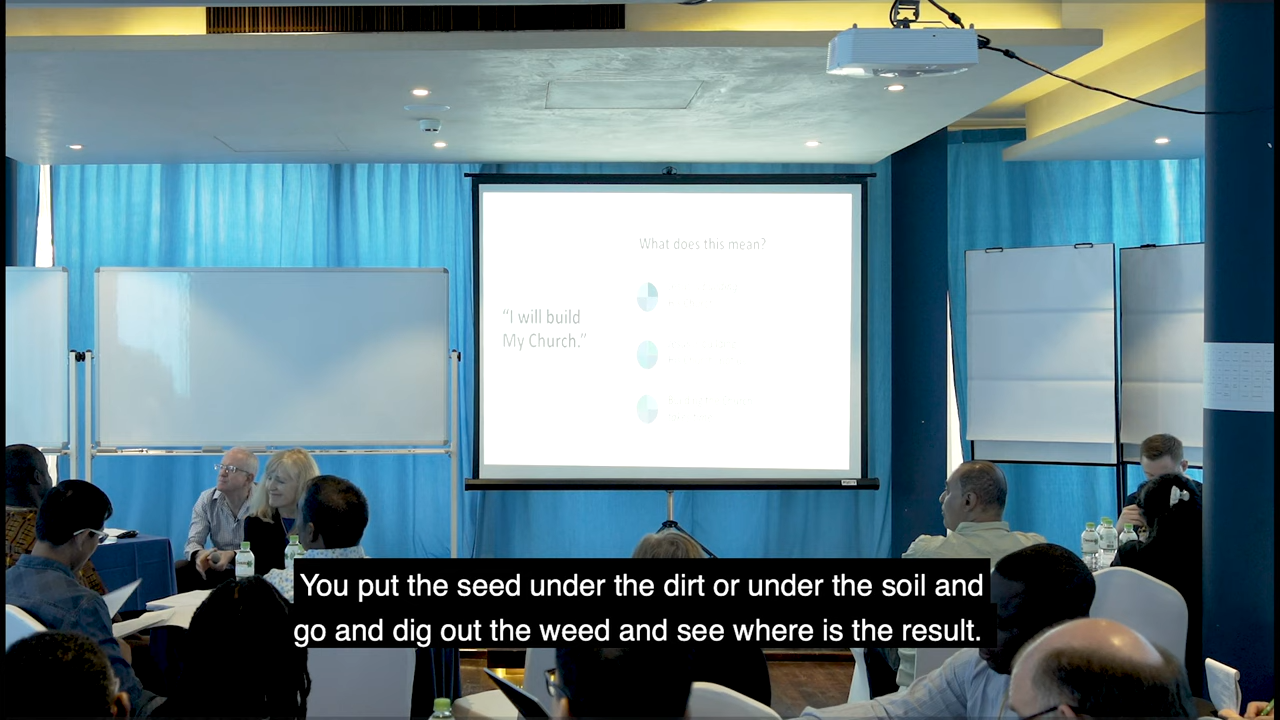 What does this mean?
“I will build
My Church.”
You put the seed under the dirt or under the soil and
go and dig out the weed and see where is the result.